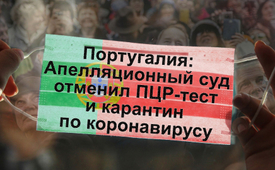 Португалия:
Апелляционный суд
отменил ПЦР-тест
и карантин
по коронавирусу